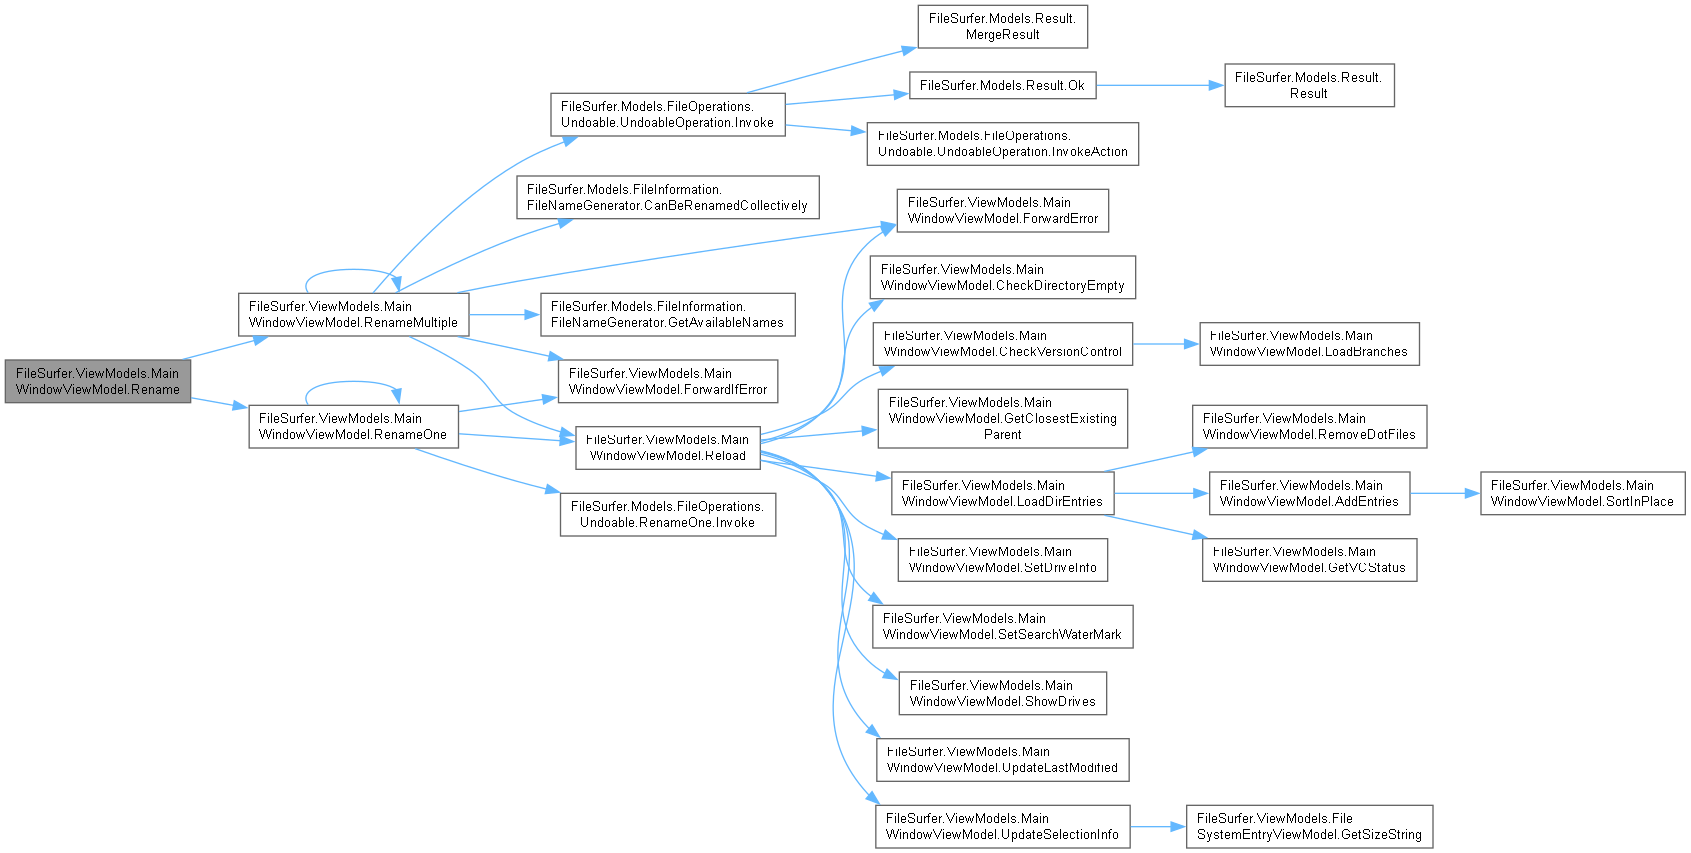 FileSurfer.ViewModels.Main
WindowViewModel.Rename
FileSurfer.ViewModels.Main
WindowViewModel.RenameMultiple
FileSurfer.ViewModels.Main
WindowViewModel.RenameOne
FileSurfer.Models.FileOperations.
Undoable.UndoableOperation.Invoke
FileSurfer.Models.FileInformation.
FileNameGenerator.CanBeRenamedCollectively
FileSurfer.Models.FileInformation.
FileNameGenerator.GetAvailableNames
FileSurfer.ViewModels.Main
WindowViewModel.ForwardIfError
FileSurfer.ViewModels.Main
WindowViewModel.Reload
FileSurfer.Models.FileOperations.
Undoable.RenameOne.Invoke
FileSurfer.Models.Result.
MergeResult
FileSurfer.Models.Result.Ok
FileSurfer.Models.FileOperations.
Undoable.UndoableOperation.InvokeAction
FileSurfer.ViewModels.Main
WindowViewModel.ForwardError
FileSurfer.ViewModels.Main
WindowViewModel.CheckDirectoryEmpty
FileSurfer.ViewModels.Main
WindowViewModel.CheckVersionControl
FileSurfer.ViewModels.Main
WindowViewModel.GetClosestExisting
Parent
FileSurfer.ViewModels.Main
WindowViewModel.LoadDirEntries
FileSurfer.ViewModels.Main
WindowViewModel.SetDriveInfo
FileSurfer.ViewModels.Main
WindowViewModel.SetSearchWaterMark
FileSurfer.ViewModels.Main
WindowViewModel.ShowDrives
FileSurfer.ViewModels.Main
WindowViewModel.UpdateLastModified
FileSurfer.ViewModels.Main
WindowViewModel.UpdateSelectionInfo
FileSurfer.Models.Result.
Result
FileSurfer.ViewModels.Main
WindowViewModel.LoadBranches
FileSurfer.ViewModels.Main
WindowViewModel.RemoveDotFiles
FileSurfer.ViewModels.Main
WindowViewModel.AddEntries
FileSurfer.ViewModels.Main
WindowViewModel.GetVCStatus
FileSurfer.ViewModels.File
SystemEntryViewModel.GetSizeString
FileSurfer.ViewModels.Main
WindowViewModel.SortInPlace